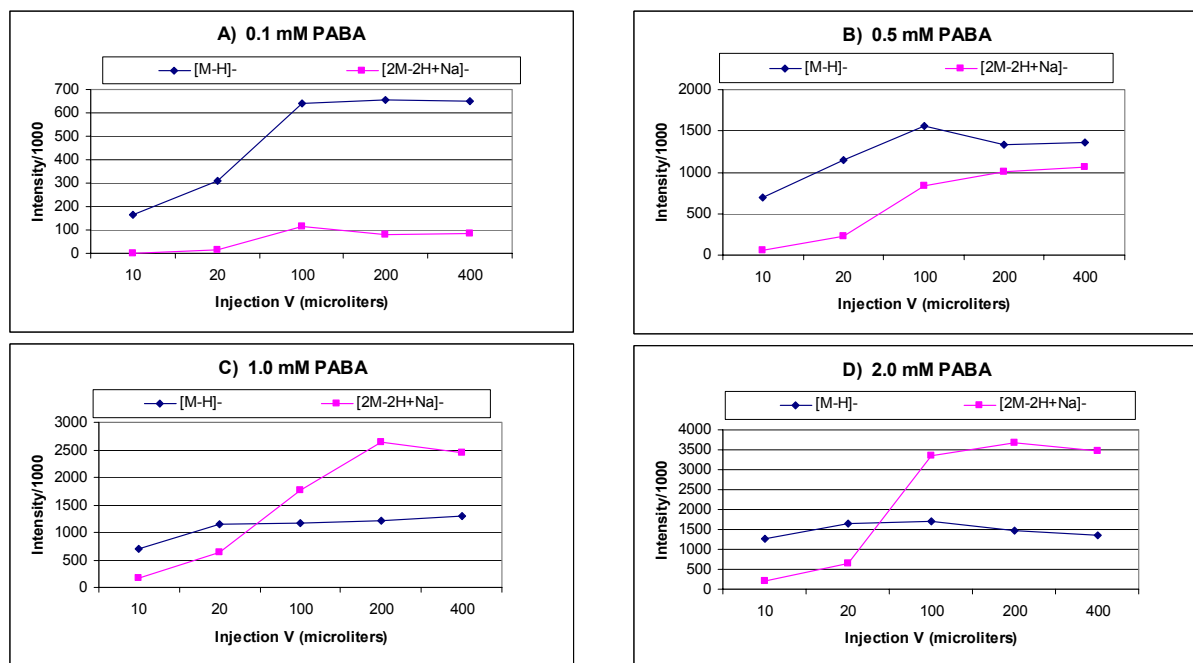 A) 0.1 mM PABA
[M-H]- [2M-2H+Na]-
700
600
500
400
300
200
100
0
Intensity/1000
10 20 100 200 400
Injection V (microliters)
B) 0.5 mM PABA
[M-H]- [2M-2H+Na]-
2000
1500
1000
500
0
Intensity/1000
10 20 100 200 400
Injection V (microliters)
C) 1.0 mM PABA
[M-H]- [2M-2H+Na]-
3000
2500
2000
1500
1000
500
0
Intensity/1000
10 20 100 200 400
Injection V (microliters)
D) 2.0 mM PABA
[M-H]- [2M-2H+Na]-
4000
3500
3000
2500
2000
1500
1000
500
0
Intensity/1000
10 20 100 200 400
Injection V (microliters)